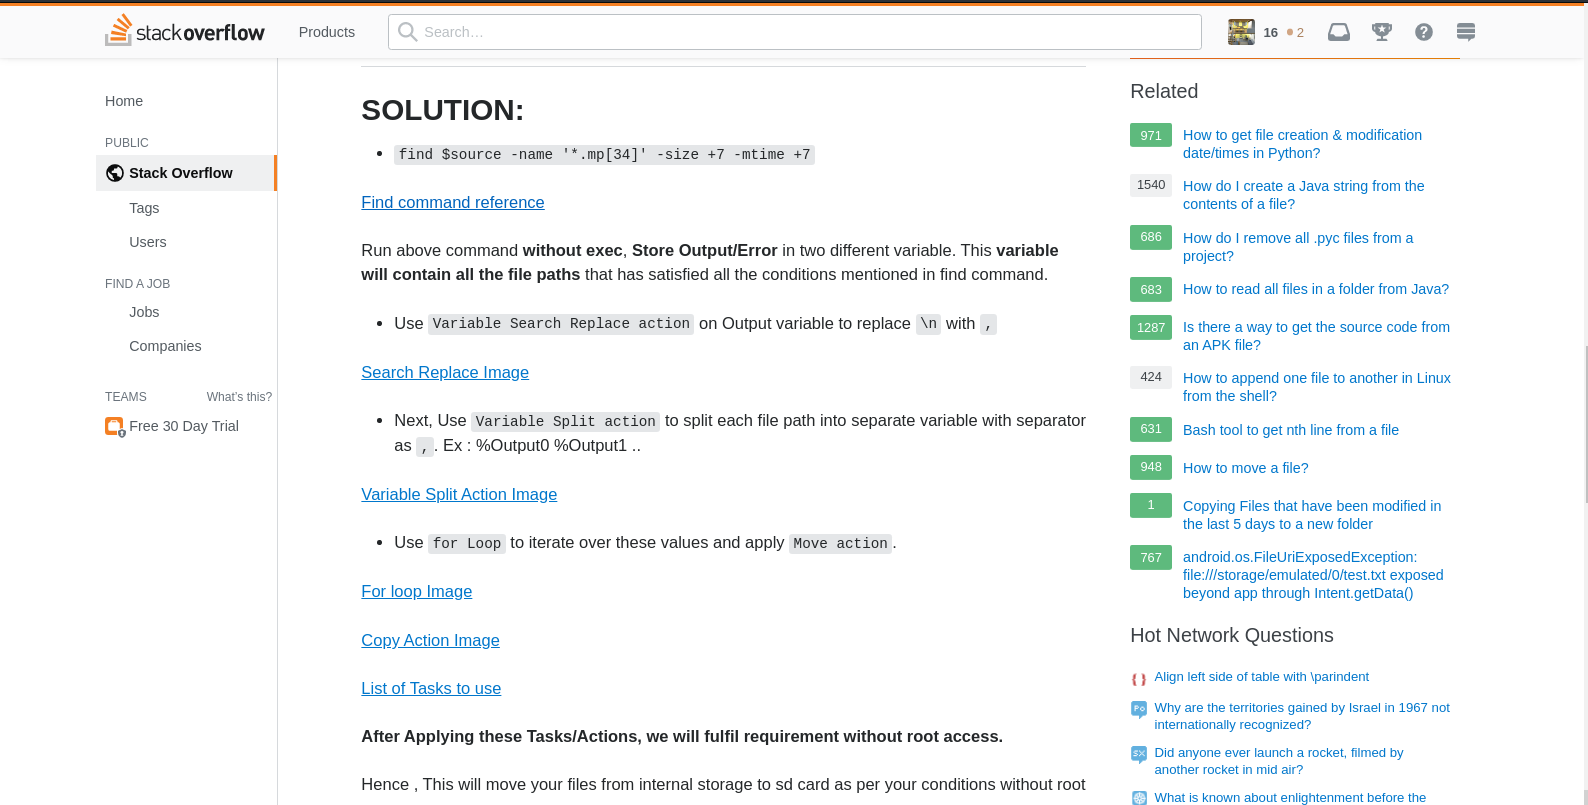 stackoverflow
Products
Search…
16
2
Home
PUBLIC
Stack Overflow
Tags
Users
FIND A JOB
Jobs
Companies
TEAMS What's this?
Free 30 Day Trial
SOLUTION:
find $source -name '*.mp[34]' -size +7 -mtime +7
Find command reference
Run above command without exec, Store Output/Error in two different variable. This variable
will contain all the file paths that has satisfied all the conditions mentioned in find command.
Use Variable Search Replace action on Output variable to replace \n with ,
Search Replace Image
Next, Use Variable Split action to split each file path into separate variable with separator
as , . Ex : %Output0 %Output1 ..
Variable Split Action Image
Use for Loop to iterate over these values and apply Move action.
For loop Image
Copy Action Image
List of Tasks to use
After Applying these Tasks/Actions, we will fulfil requirement without root access.
Hence , This will move your files from internal storage to sd card as per your conditions without root
Related
971 How to get file creation & modification
date/times in Python?
1540 How do I create a Java string from the
contents of a file?
686 How do I remove all .pyc files from a
project?
683 How to read all files in a folder from Java?
1287 Is there a way to get the source code from
an APK file?
424 How to append one file to another in Linux
from the shell?
631 Bash tool to get nth line from a file
948 How to move a file?
1 Copying Files that have been modified in
the last 5 days to a new folder
767 android.os.FileUriExposedException:
file:///storage/emulated/0/test.txt exposed
beyond app through Intent.getData()
Hot Network Questions
Align left side of table with \parindent
Why are the territories gained by Israel in 1967 not
internationally recognized?
Did anyone ever launch a rocket, filmed by
another rocket in mid air?
What is known about enlightenment before the